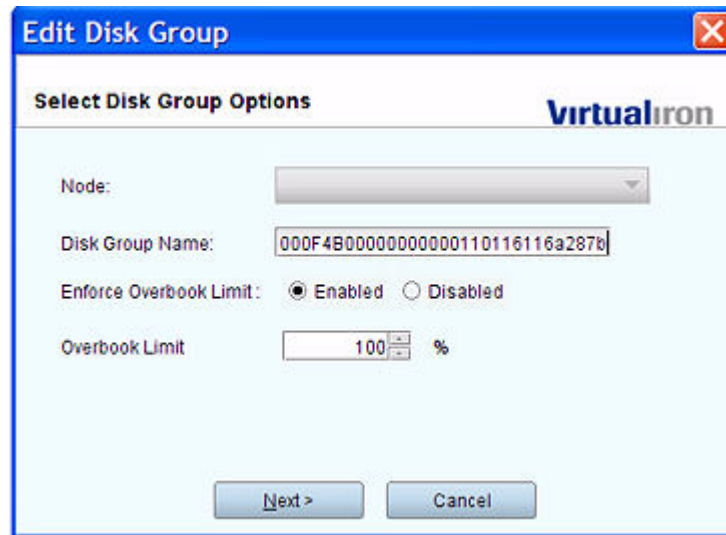 Edit Disk Group
Select Disk Group Options
Virtualiron
Node:
Disk Group Name: 000F4B00000000000110116116a287b
Enforce Overbook Limit: Enabled Disabled
Overbook Limit 100 %
Next > Cancel